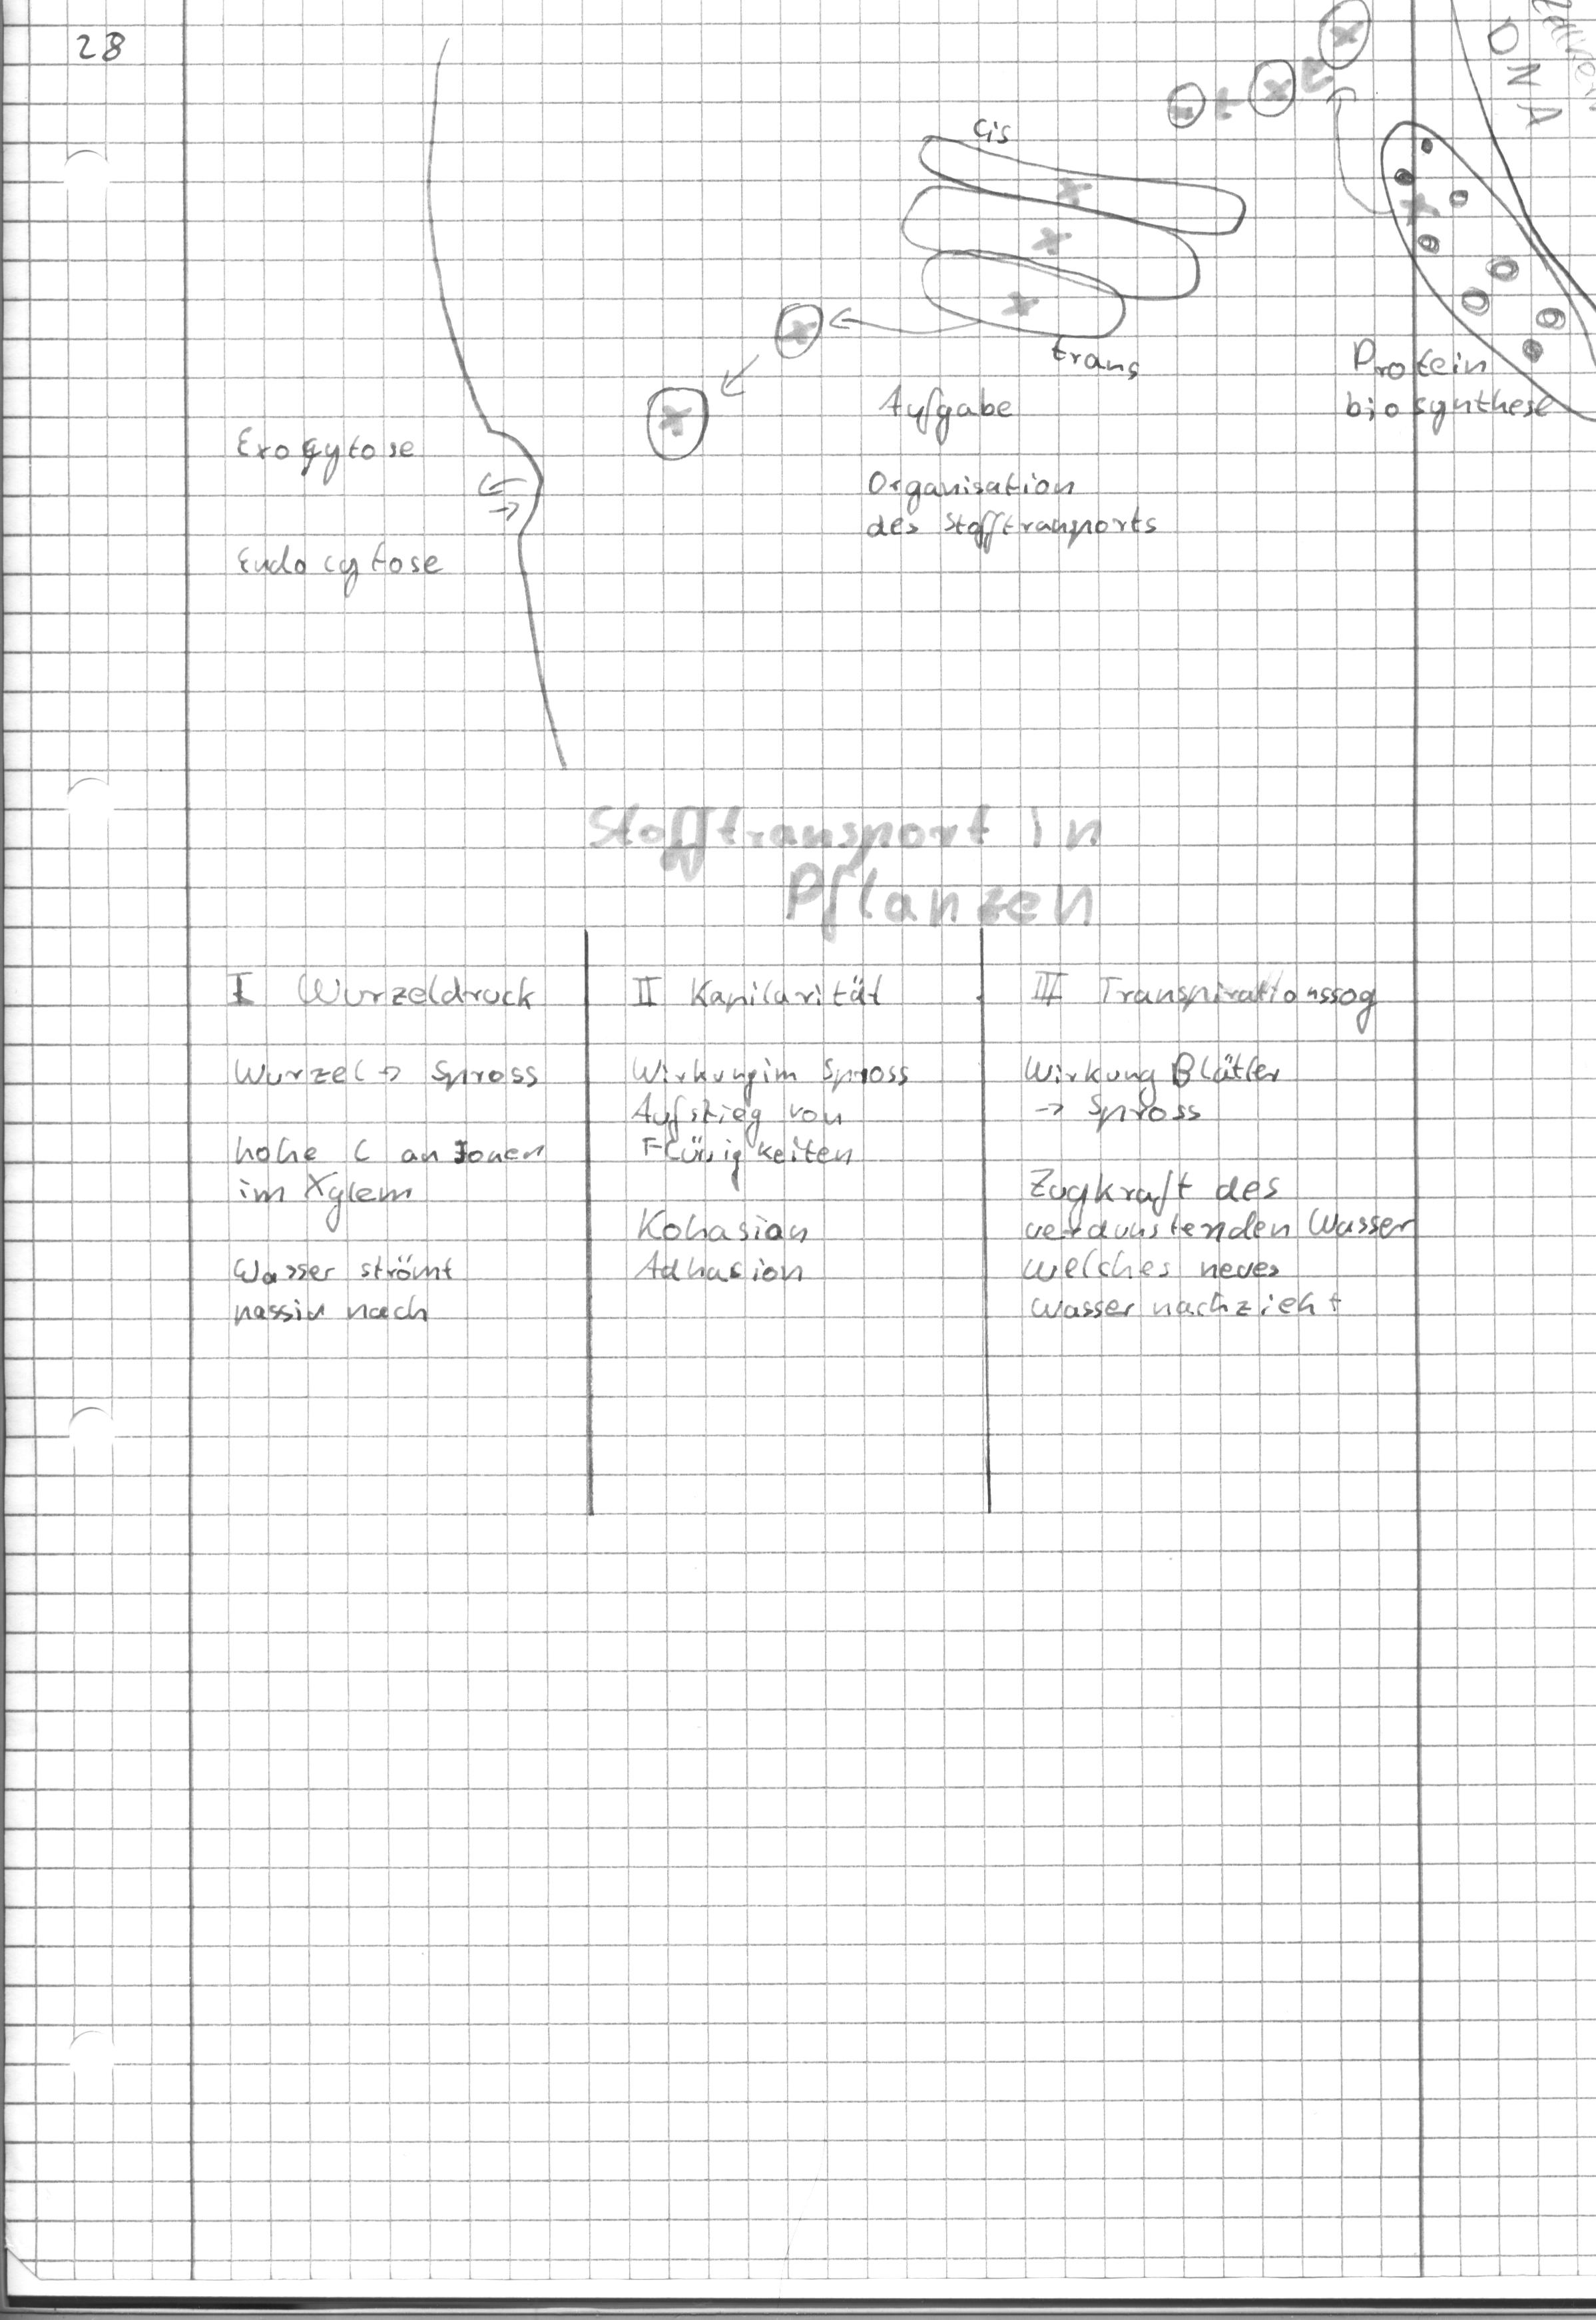 28
DNA
cis
trans
Protein
biosynthese
Aufgabe
Exocytose
Organisation
des Stofftransports
Endocytose
Stofftransport in
Pflanzen
I Wurzeldruck
Wurzel → Spross
hohe C an Ionen
im Xylem
Wasser strömt
passiv nach
II Kapilarität
Wirkung im Spross
Aufstieg von
Flüssigkeiten
Kohasion
Adhasion
III Transpirationssog
Wirkung Blätter
→ Spross
Zugkraft des
verdunstenden Wasser
welches neues
wasser nachzieht